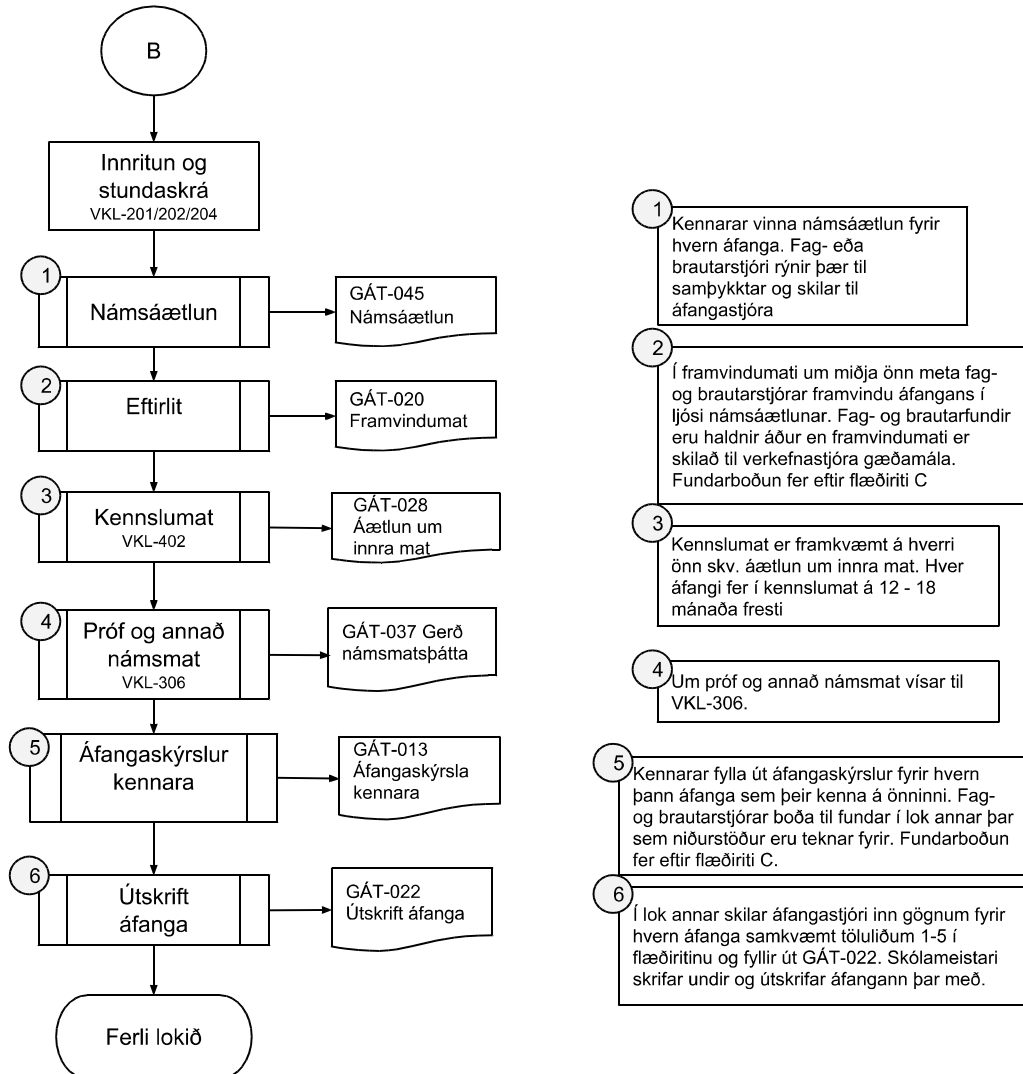 B
Innritun og
stundaskrá
VKL-201/202/204
1
Námsáætlun
GÁT-045
Námsáætlun
2
Eftirlit
GÁT-020
Framvindumat
3
Kennslumat
VKL-402
GÁT-028
Áætlun um
innra mat
4
Próf og annað
námsmat
VKL-306
GÁT-037 Gerð
námsmatsþátta
5
Áfangaskýrslur
kennara
GÁT-013
Áfangaskýrsla
kennara
6
Útskrift
áfanga
GÁT-022
Útskrift áfanga
Ferli lokið
1
Kennarar vinna námsáætlun fyrir
hvern áfanga. Fag- eða
brautarstjóri rýnir þær til
samþykktar og skilar til
áfangastjóra
2
Í framvindumati um miðja önn meta fag-
og brautarstjórar framvindu áfangans í
ljósi námsáætlunar. Fag- og brautarfundir
eru haldnir áður en framvindumati er
skilað til verkefnastjóra gæðamála.
Fundarboðun fer eftir flæðiriti C
3
Kennslumat er framkvæmt á hverri
önn skv. áætlun um innra mat. Hver
áfangi fer í kennslumat á 12 - 18
mánaða fresti
4
Um próf og annað námsmat vísar til
VKL-306.
5
Kennarar fylla út áfangaskýrslur fyrir hvern
þann áfanga sem þeir kenna á önninni. Fag-
og brautarstjórar boða til fundar í lok annar þar
sem niðurstöður eru teknar fyrir. Fundarboðun
fer eftir flæðiriti C.
6
Í lok annar skilar áfangastjóri inn gögnum fyrir
hvern áfanga samkvæmt töluliðum 1-5 í
flæðiritinu og fyllir út GÁT-022. Skólameistari
skrifar undir og útskrifar áfangann þar með.